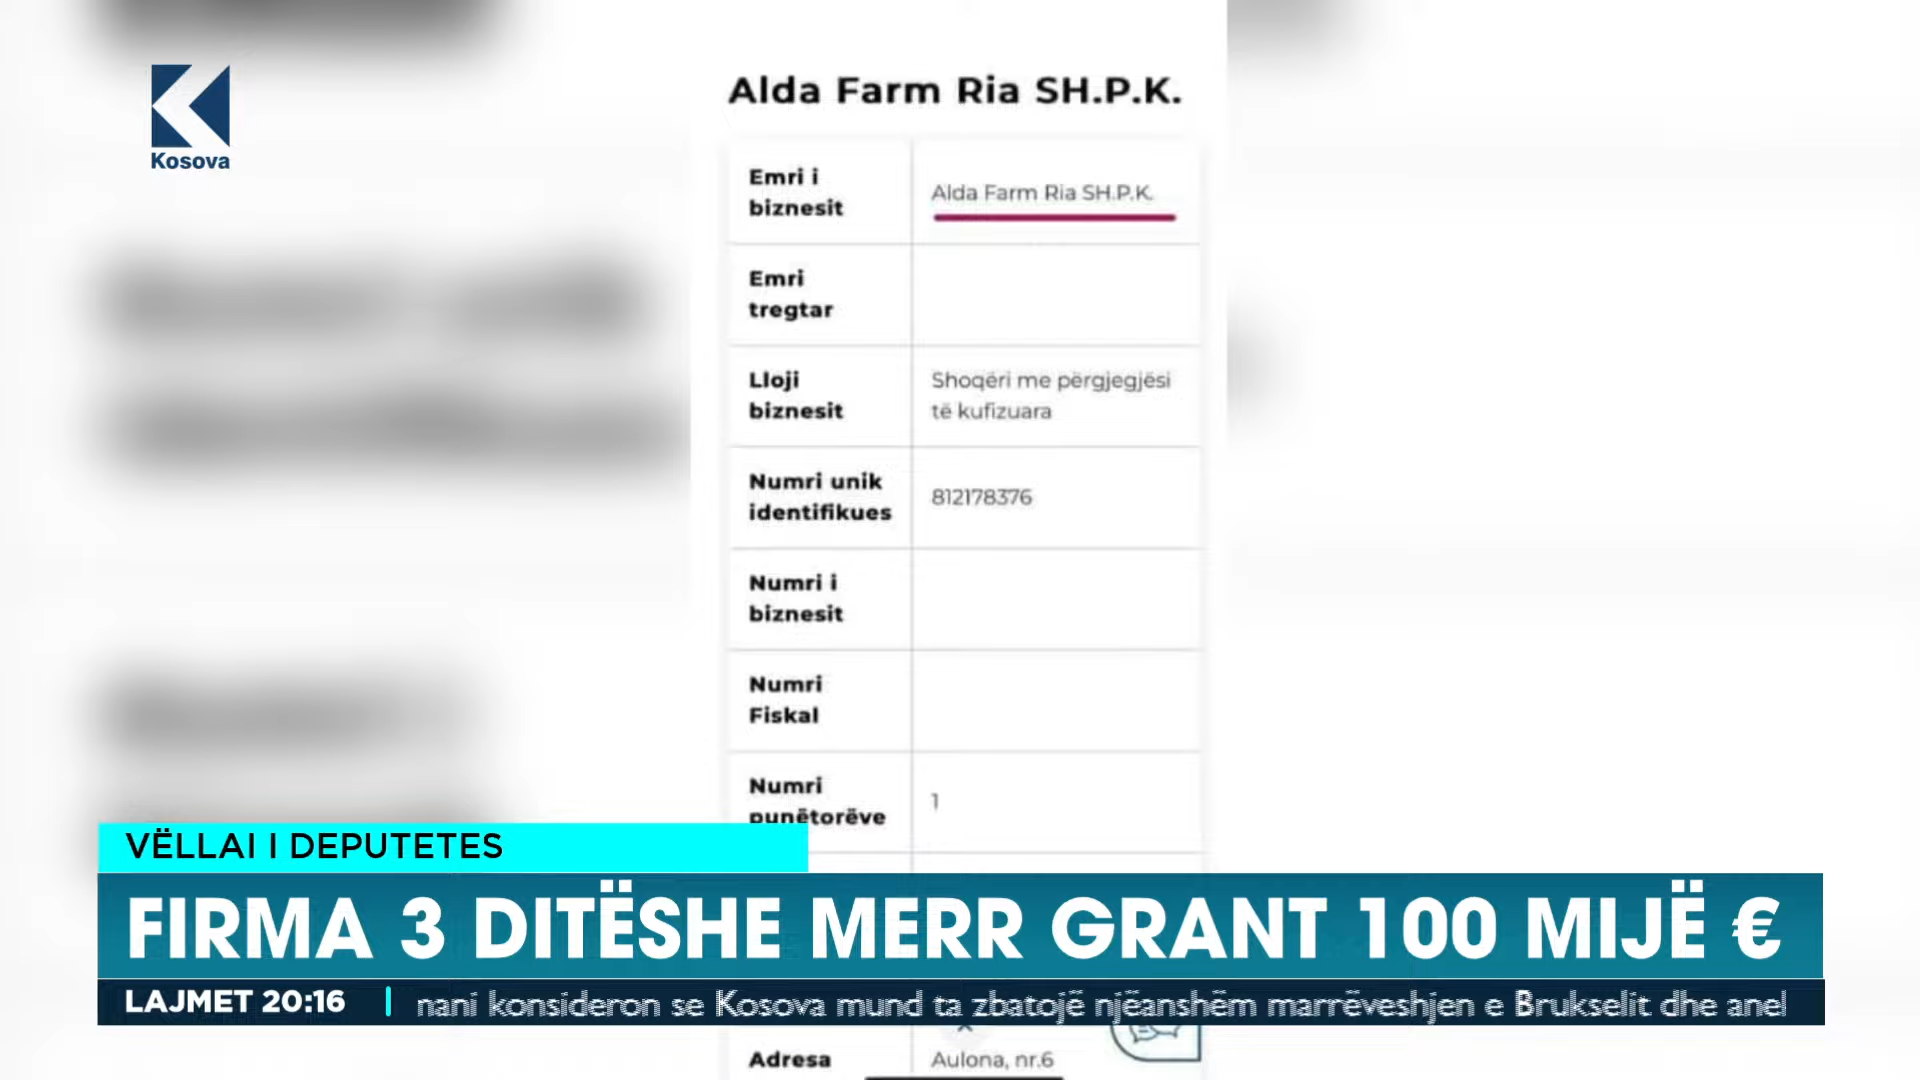 Kosova
Alda Farm Ria SH.P.K.
Emri i
biznesit
Alda Farm Ria SH.P.K.
Emri
tregtar
Lloji
biznesit
Shoqëri me përgjegjësi
të kufizuara
Numri unik
identifikues
812178376
Numri i
biznesit
Numri
Fiskal
Numri
punëtorëve
1
VËLLAI I DEPUTETES
FIRMA 3 DITËSHE MERR GRANT 100 MIJË €
LAJMET 20:16
nani konsideron se Kosova mund ta zbatojë njëanshëm marrëveshjen e Brukselit dhe anel
Adresa
Aulona, nr.6